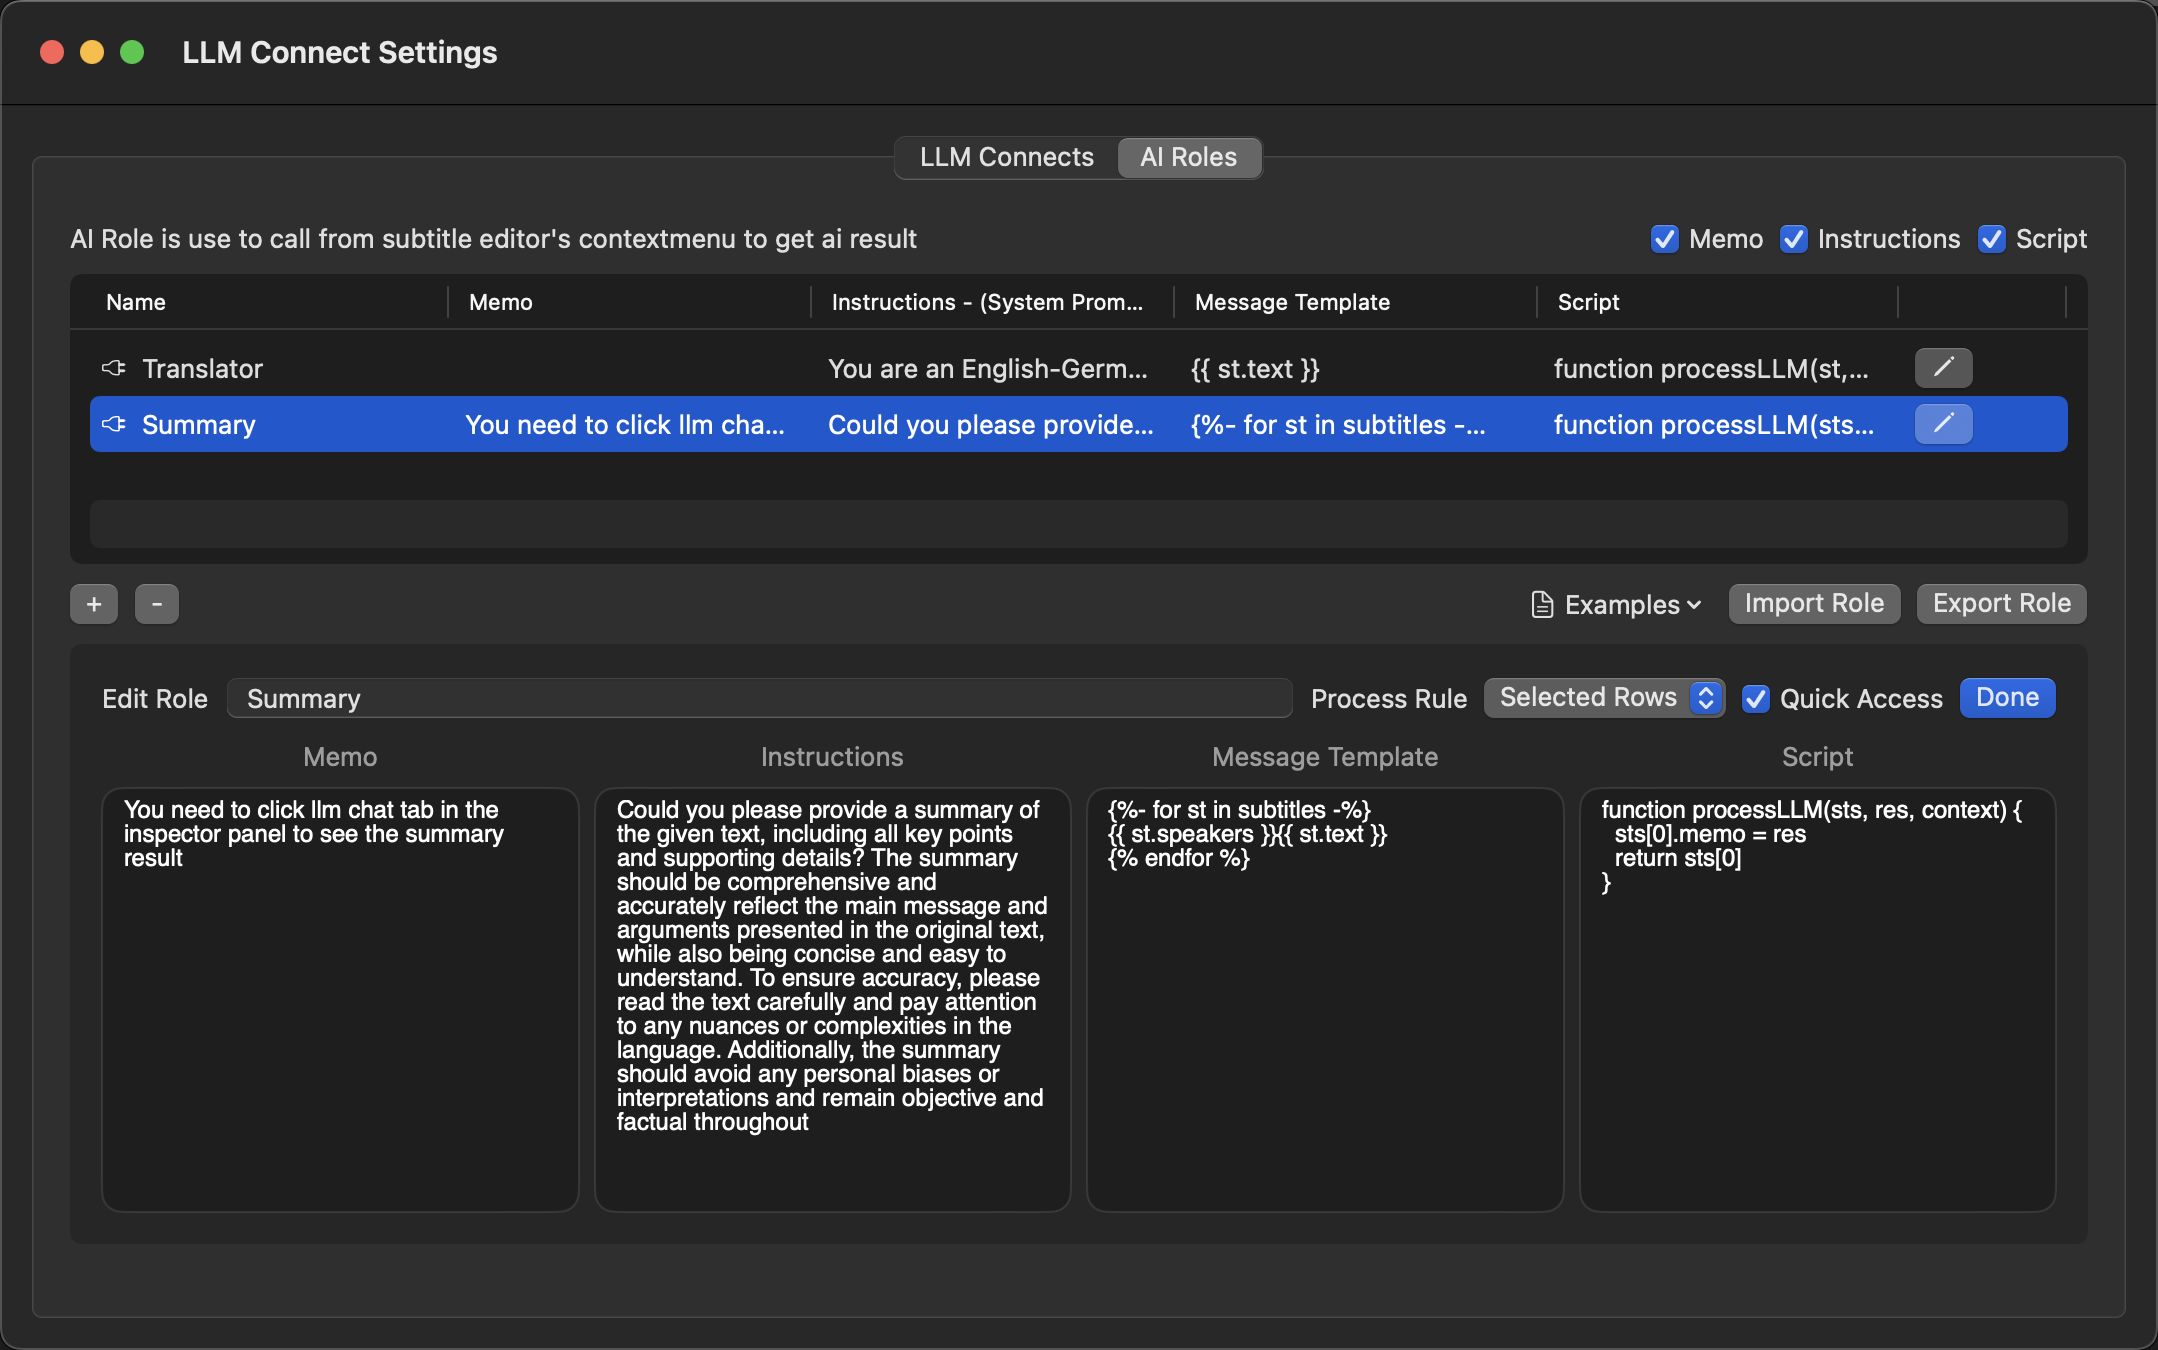 LLM Connect Settings
LLM Connects AI Roles
AI Role is use to call from subtitle editor's contextmenu to get ai result Memo Instructions Script
Name Memo Instructions - (System Prom... Message Template Script
Translator You are an English-Germ... {{ st.text }} function processLLM(st,...
Summary You need to click llm cha... Could you please provide... {%- for st in subtitles -... function processLLM(sts...
+ - Examples Import Role Export Role
Edit Role Summary Process Rule Selected Rows Quick Access Done
Memo
You need to click llm chat tab in the
inspector panel to see the summary
result
Instructions
Could you please provide a summary of
the given text, including all key points
and supporting details? The summary
should be comprehensive and
accurately reflect the main message and
arguments presented in the original text,
while also being concise and easy to
understand. To ensure accuracy, please
read the text carefully and pay attention
to any nuances or complexities in the
language. Additionally, the summary
should avoid any personal biases or
interpretations and remain objective and
factual throughout
Message Template
{%- for st in subtitles -%}
{{ st.speakers }}{{ st.text }}
{% endfor %}
Script
function processLLM(sts, res, context) {
  sts[0].memo = res
  return sts[0]
}